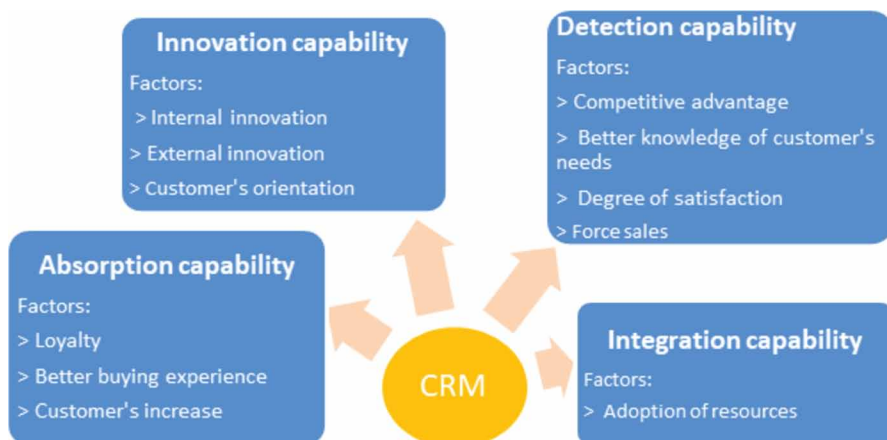 Innovation capability
Factors:
> Internal innovation
> External innovation
> Customer's orientation
Detection capability
Factors:
> Competitive advantage
> Better knowledge of customer's
needs
> Degree of satisfaction
> Force sales
Absorption capability
Factors:
> Loyalty
> Better buying experience
> Customer's increase
CRM
Integration capability
Factors:
> Adoption of resources